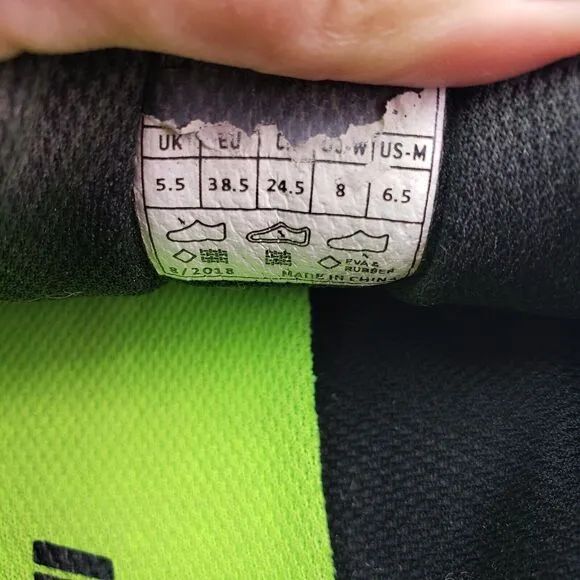 UK EU US-M
5.5 38.5 24.5 8 6.5
EVA &
RUBBER
8/2018 MADE IN CHINA